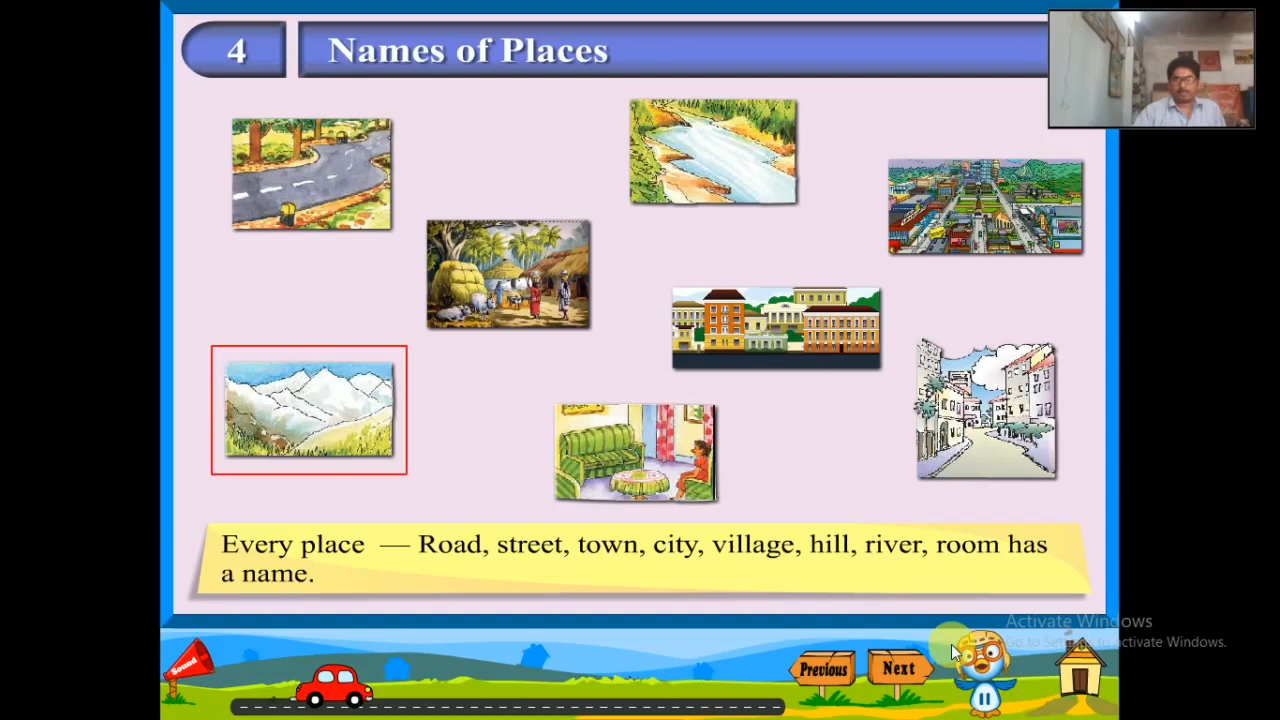 4
Names of Places
Every place — Road, street, town, city, village, hill, river, room has
a name.
Activate Windows
Go to Settings to activate Windows.
Sound
Previous
Next